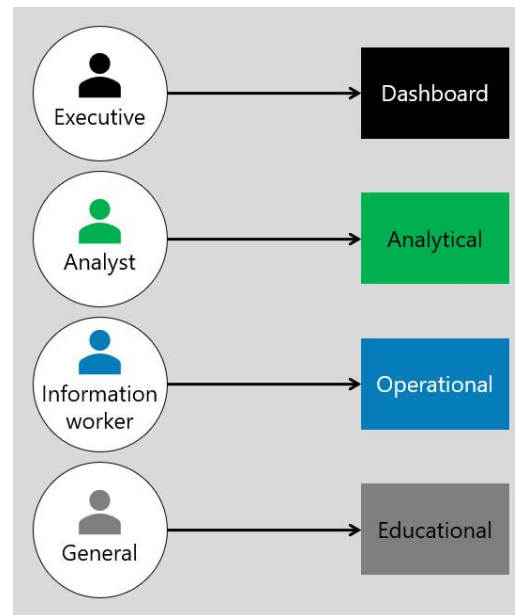 Executive
Dashboard
Analyst
Analytical
Information
worker
Operational
General
Educational